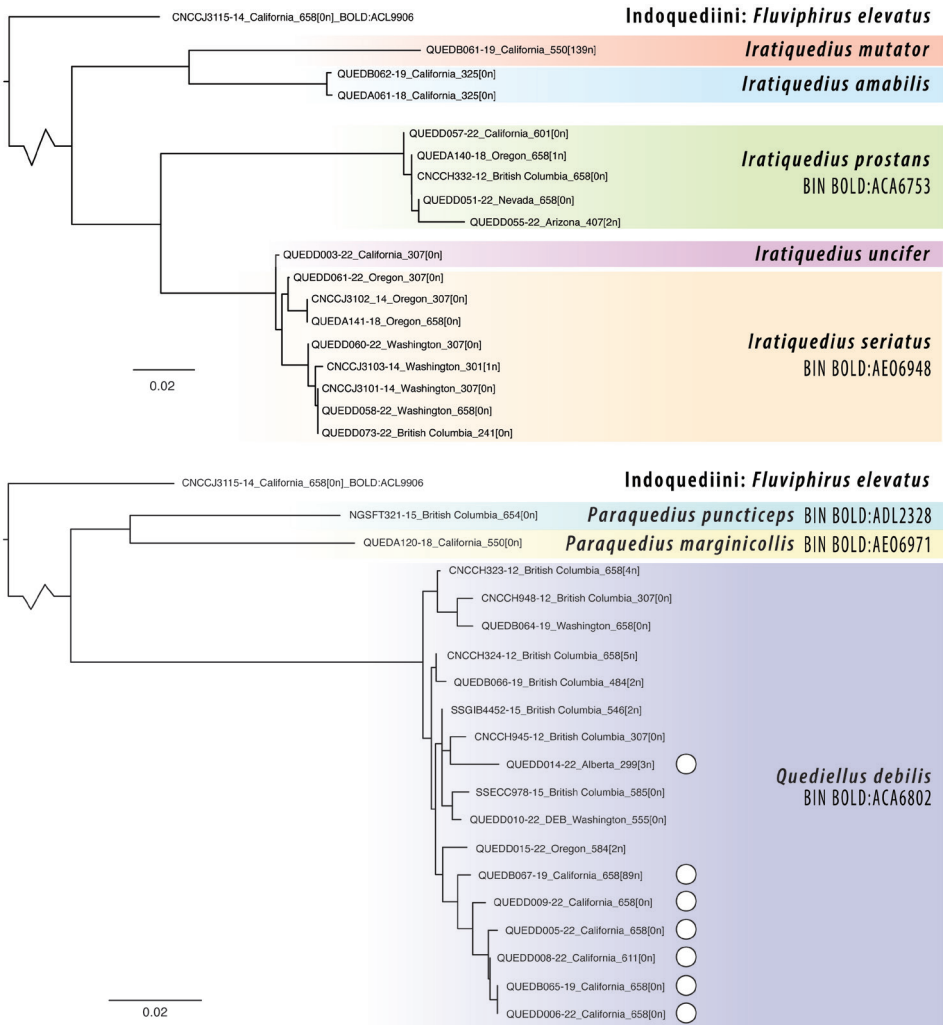 CNCCJ3115-14_California_658[0n]_BOLD:ACL9906
Indoquediini: Fluviphirus elevatus
QUEDB061-19_California_550[139n]
Iratiquedius mutator
QUEDB062-19_California_325[0n]
QUEDA061-18_California_325[0n]
Iratiquedius amabilis
QUEDD057-22_California_601[0n]
QUEDA140-18_Oregon_658[1n]
CNCCH332-12_British Columbia_658[0n]
QUEDD051-22_Nevada_658[0n]
QUEDD055-22_Arizona_407[2n]
Iratiquedius prostans
BIN BOLD:ACA6753
QUEDD003-22_California_307[0n]
Iratiquedius uncifer
QUEDD061-22_Oregon_307[0n]
CNCCJ3102_14_Oregon_307[0n]
QUEDA141-18_Oregon_658[0n]
QUEDD060-22_Washington_307[0n]
CNCCJ3103-14_Washington_301[1n]
CNCCJ3101-14_Washington_307[0n]
QUEDD058-22_Washington_658[0n]
QUEDD073-22_British Columbia_241[0n]
Iratiquedius seriatus
BIN BOLD:AEO6948
0.02
CNCCJ3115-14_California_658[0n]_BOLD:ACL9906
Indoquediini: Fluviphirus elevatus
NGSFT321-15_British Columbia_654[0n]
Paraquedius puncticeps BIN BOLD:ADL2328
QUEDA120-18_California_550[0n]
Paraquedius marginicollis BIN BOLD:AEO6971
CNCCH323-12_British Columbia_658[4n]
CNCCH948-12_British Columbia_307[0n]
QUEDB064-19_Washington_658[0n]
CNCCH324-12_British Columbia_658[5n]
QUEDB066-19_British Columbia_484[2n]
SSGIB4452-15_British Columbia_546[2n]
CNCCH945-12_British Columbia_307[0n]
QUEDD014-22_Alberta_299[3n]
SSECC978-15_British Columbia_585[0n]
QUEDD010-22_DEB_Washington_555[0n]
QUEDD015-22_Oregon_584[2n]
QUEDB067-19_California_658[89n]
QUEDD009-22_California_658[0n]
QUEDD005-22_California_658[0n]
QUEDD008-22_California_611[0n]
QUEDB065-19_California_658[0n]
QUEDD006-22_California_658[0n]
Quediellus debilis
BIN BOLD:ACA6802
0.02